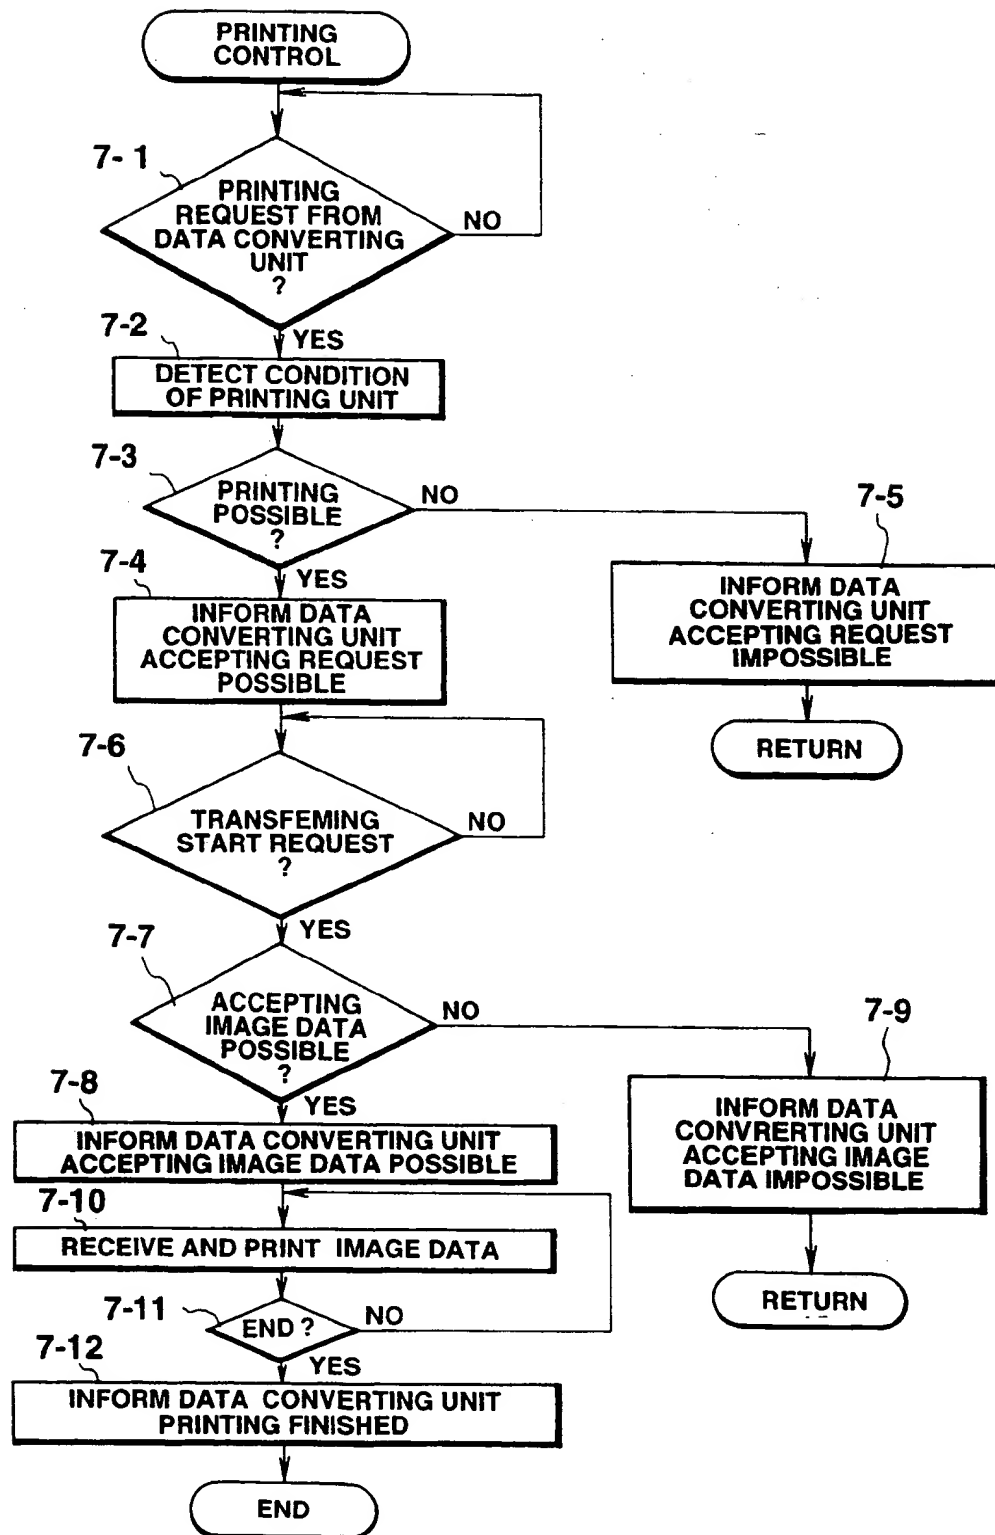 PRINTING
CONTROL
7- 1
PRINTING
REQUEST FROM
DATA CONVERTING
UNIT
?
NO
YES
7-2
DETECT CONDITION
OF PRINTING UNIT
7-3
PRINTING
POSSIBLE
?
NO
YES
7-4
INFORM DATA
CONVERTING UNIT
ACCEPTING REQUEST
POSSIBLE
7-5
INFORM DATA
CONVERTING UNIT
ACCEPTING REQUEST
IMPOSSIBLE
RETURN
7-6
TRANSFEMING
START REQUEST
?
NO
YES
7-7
ACCEPTING
IMAGE DATA
POSSIBLE
?
NO
YES
7-8
INFORM DATA CONVERTING UNIT
ACCEPTING IMAGE DATA POSSIBLE
7-9
INFORM DATA
CONVRERTING UNIT
ACCEPTING IMAGE
DATA IMPOSSIBLE
RETURN
7-10
RECEIVE AND PRINT IMAGE DATA
7-11
END ?
NO
YES
7-12
INFORM DATA CONVERTING UNIT
PRINTING FINISHED
END